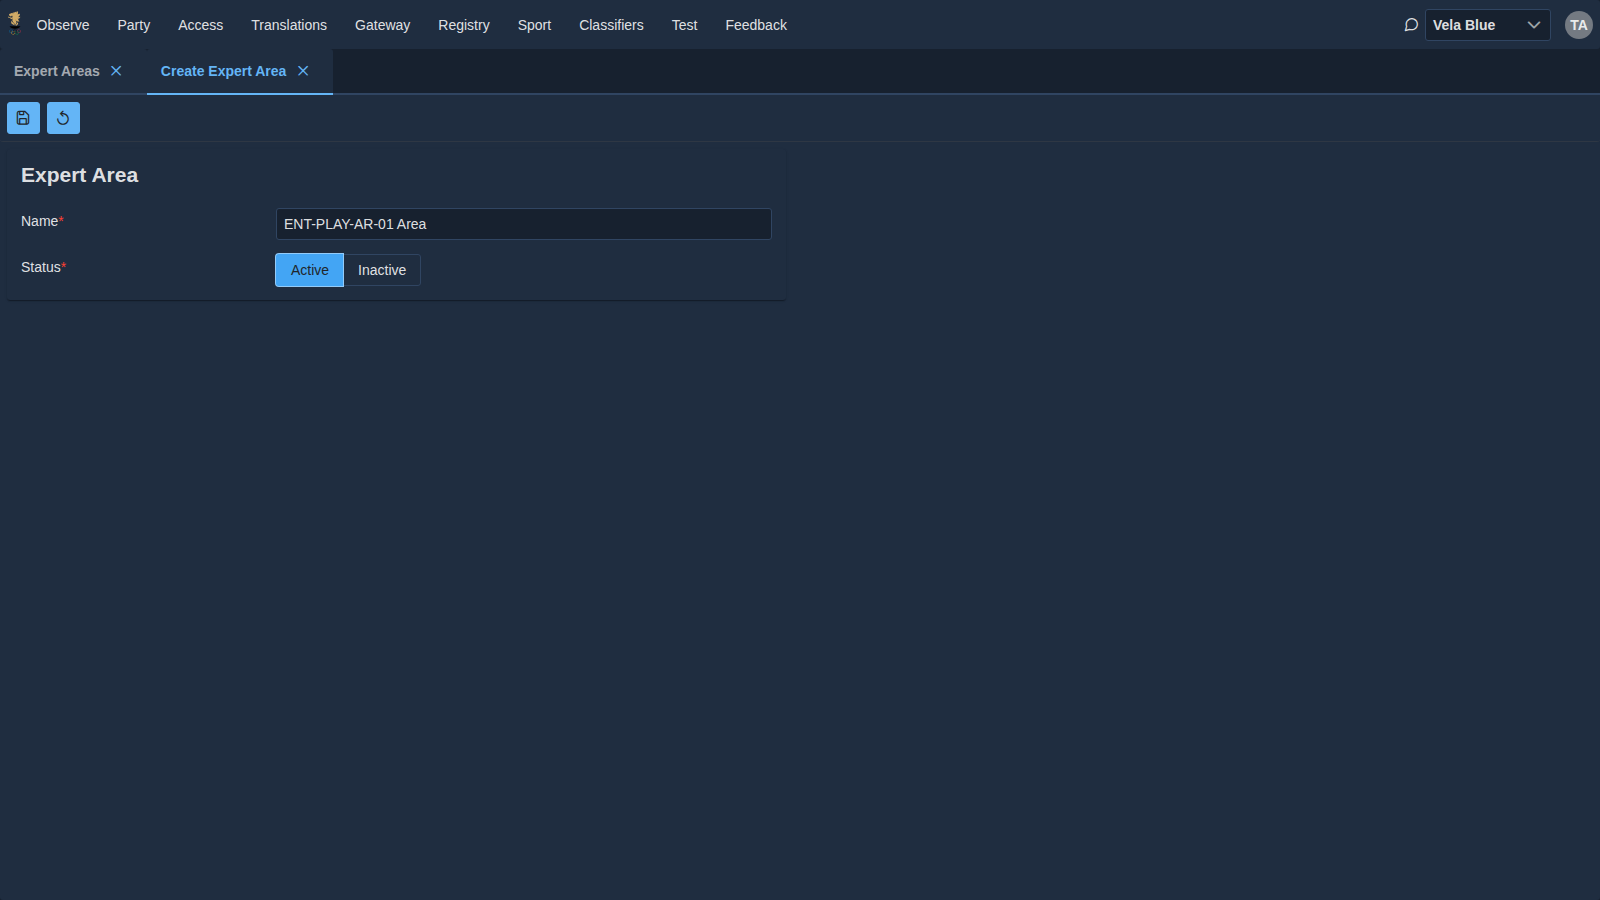 Observe Party Access Translations Gateway Registry Sport Classifiers Test Feedback Vela Blue TA
Expert Areas Create Expert Area
Expert Area
Name* ENT-PLAY-AR-01 Area
Status* Active Inactive